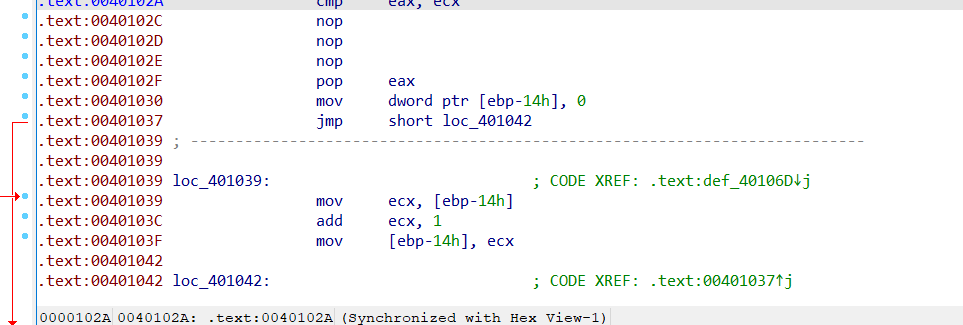 .text:0040102A cmp eax, ecx
.text:0040102C nop
.text:0040102D nop
.text:0040102E nop
.text:0040102F pop eax
.text:00401030 mov dword ptr [ebp-14h], 0
.text:00401037 jmp short loc_401042
.text:00401039 ; ---------------------------------------------------------------------------
.text:00401039
.text:00401039 loc_401039: ; CODE XREF: .text:def_40106D↓j
.text:00401039 mov ecx, [ebp-14h]
.text:0040103C add ecx, 1
.text:0040103F mov [ebp-14h], ecx
.text:00401042
.text:00401042 loc_401042: ; CODE XREF: .text:00401037↑j
0000102A 0040102A: .text:0040102A (Synchronized with Hex View-1)